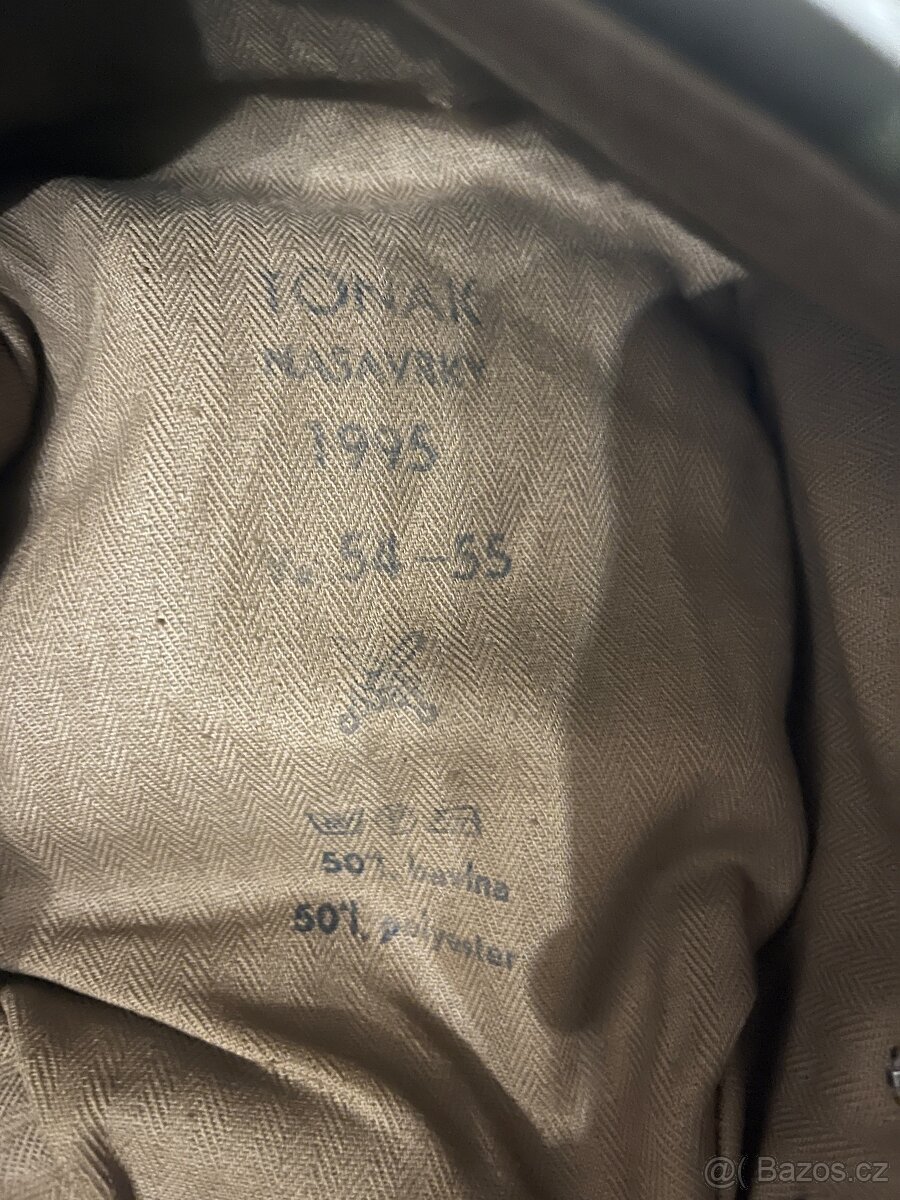 TONAK
NASAVRKY
1995
v. 54-55
50%. bavlna
50%. polyester
@( Bazos.cz